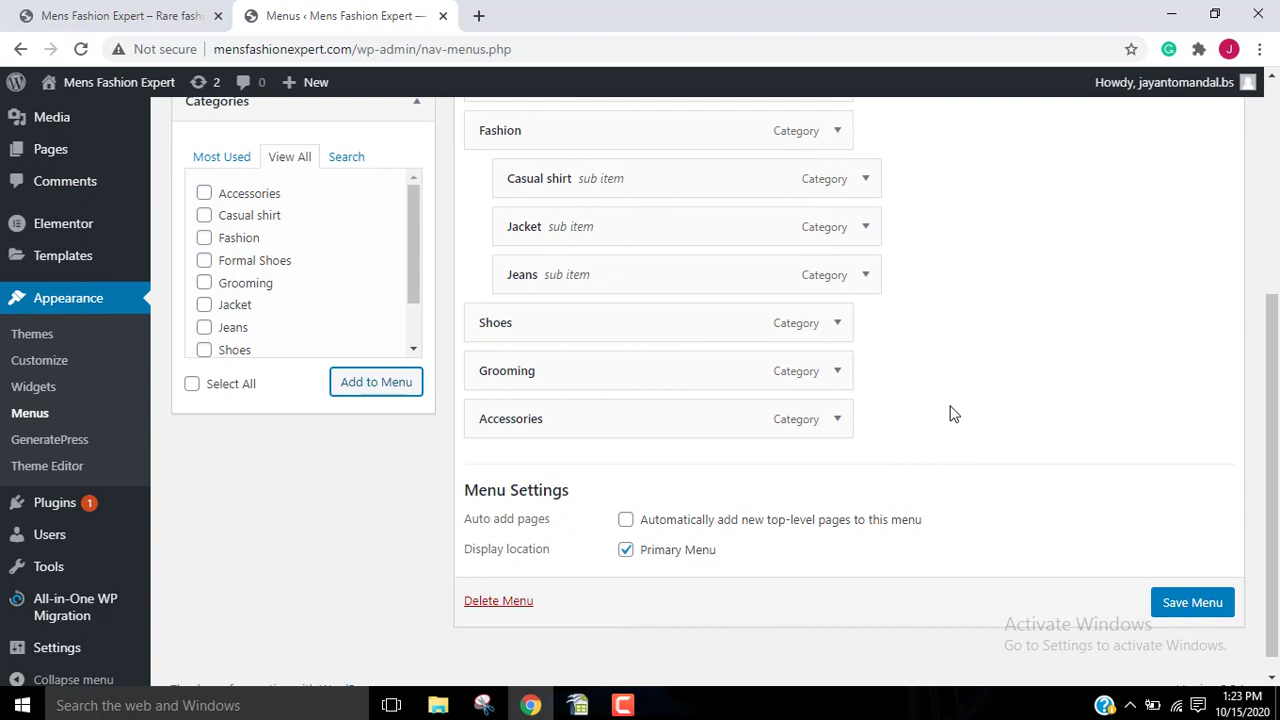 Mens Fashion Expert – Rare fashi
Menus ‹ Mens Fashion Expert —
Not secure
mensfashionexpert.com/wp-admin/nav-menus.php
J
Mens Fashion Expert
2
0
New
Howdy, jayantomandal.bs
Media
Pages
Comments
Elementor
Templates
Appearance
Themes
Customize
Widgets
Menus
GeneratePress
Theme Editor
Plugins 1
Users
Tools
All-in-One WP
Migration
Settings
Collapse menu
Categories
Most Used
View All
Search
Accessories
Casual shirt
Fashion
Formal Shoes
Grooming
Jacket
Jeans
Shoes
Select All
Add to Menu
Fashion Category
Casual shirt sub item Category
Jacket sub item Category
Jeans sub item Category
Shoes Category
Grooming Category
Accessories Category
Menu Settings
Auto add pages
Automatically add new top-level pages to this menu
Display location
Primary Menu
Delete Menu
Save Menu
Activate Windows
Go to Settings to activate Windows.
Search the web and Windows
1:23 PM
10/15/2020